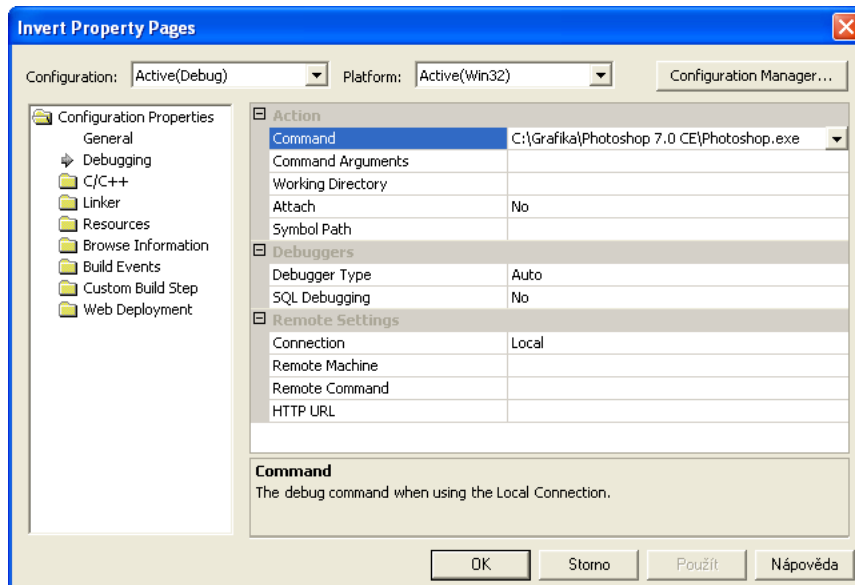 Invert Property Pages
Configuration: Active(Debug) Platform: Active(Win32) Configuration Manager...
Configuration Properties
General
Debugging
C/C++
Linker
Resources
Browse Information
Build Events
Custom Build Step
Web Deployment
Action
Command C:\Grafika\Photoshop 7.0 CE\Photoshop.exe
Command Arguments
Working Directory
Attach No
Symbol Path
Debuggers
Debugger Type Auto
SQL Debugging No
Remote Settings
Connection Local
Remote Machine
Remote Command
HTTP URL
Command
The debug command when using the Local Connection.
OK Storno Použít Nápověda